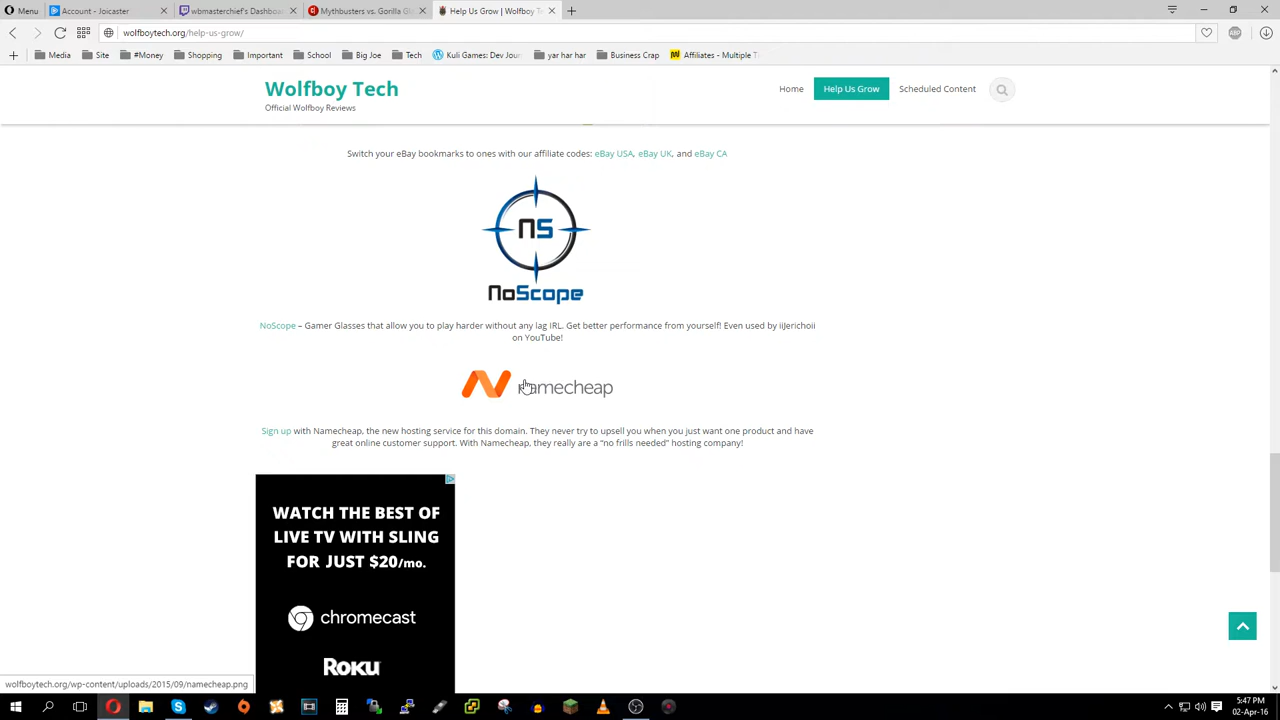 Menu
Account - Joicaster
wbmasterchief's Dashboa
Mythbusters vs. Gorilla Gl
Help Us Grow | Wolfboy Te
wolfboytech.org/help-us-grow/
ABP
Media
Site
#Money
Shopping
Important
School
Big Joe
Tech
Kuli Games: Dev Jour
yar har har
Business Crap
Affiliates - Multiple T
Wolfboy Tech
Official Wolfboy Reviews
Home
Help Us Grow
Scheduled Content
Switch your eBay bookmarks to ones with our affiliate codes: eBay USA, eBay UK, and eBay CA
NS
NoScope
NoScope – Gamer Glasses that allow you to play harder without any lag IRL. Get better performance from yourself! Even used by iiJerichoii
on YouTube!
namecheap
Sign up with Namecheap, the new hosting service for this domain. They never try to upsell you when you just want one product and have
great online customer support. With Namecheap, they really are a “no frills needed” hosting company!
WATCH THE BEST OF
LIVE TV WITH SLING
FOR JUST $20/mo.
chromecast
ROKU
wolfboytech.org/wp-content/uploads/2015/09/namecheap.png
5:47 PM
02-Apr-16